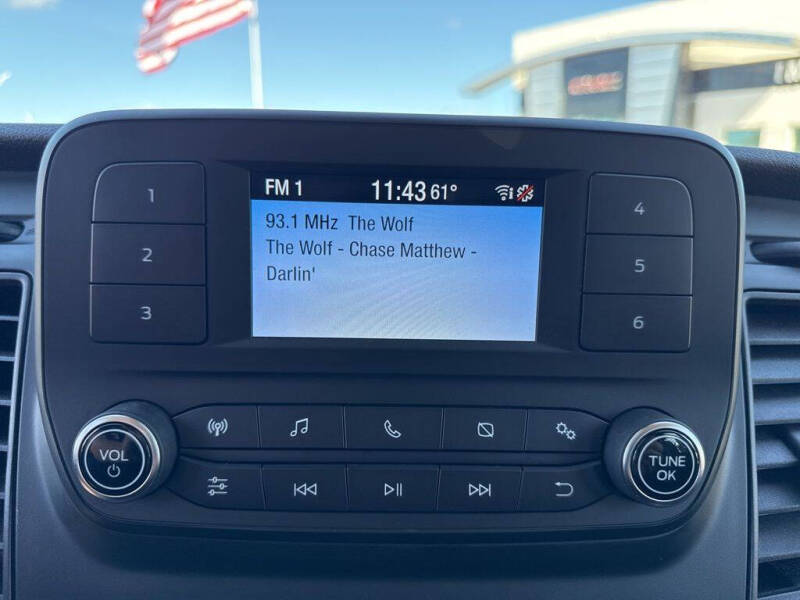 FM 1 11:43 61°
93.1 MHz The Wolf
The Wolf - Chase Matthew -
Darlin'
1
2
3
4
5
6
VOL
TUNE
OK